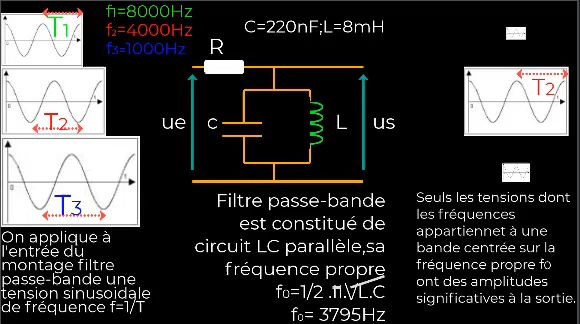 f1=8000Hz
f2=4000Hz
f3=1000Hz
C=220nF;L=8mH
T1
T2
T3
R
ue
c
L
us
T2
On applique à
l'entrée du
montage filtre
passe-bande une
tension sinusoidale
de fréquence f=1/T
Filtre passe-bande
est constitué de
circuit LC parallèle,sa
fréquence propre
f0=1/2 .π.√L.C
f0= 3795Hz
Seuls les tensions dont
les fréquences
appartiennet à une
bande centrée sur la
fréquence propre f0
ont des amplitudes
significatives à la sortie.